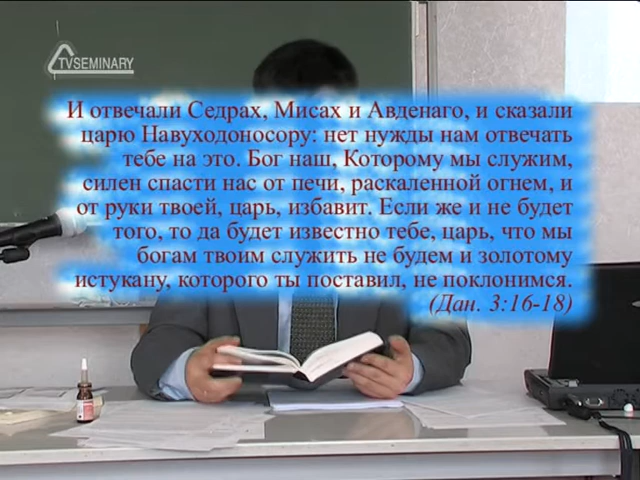 TVSEMINARY
И отвечали Седрах, Мисах и Авденаго, и сказали
царю Навуходоносору: нет нужды нам отвечать
тебе на это. Бог наш, Которому мы служим,
силен спасти нас от печи, раскаленной огнем, и
от руки твоей, царь, избавит. Если же и не будет
того, то да будет известно тебе, царь, что мы
богам твоим служить не будем и золотому
истукану, которого ты поставил, не поклонимся.
(Дан. 3:16-18)